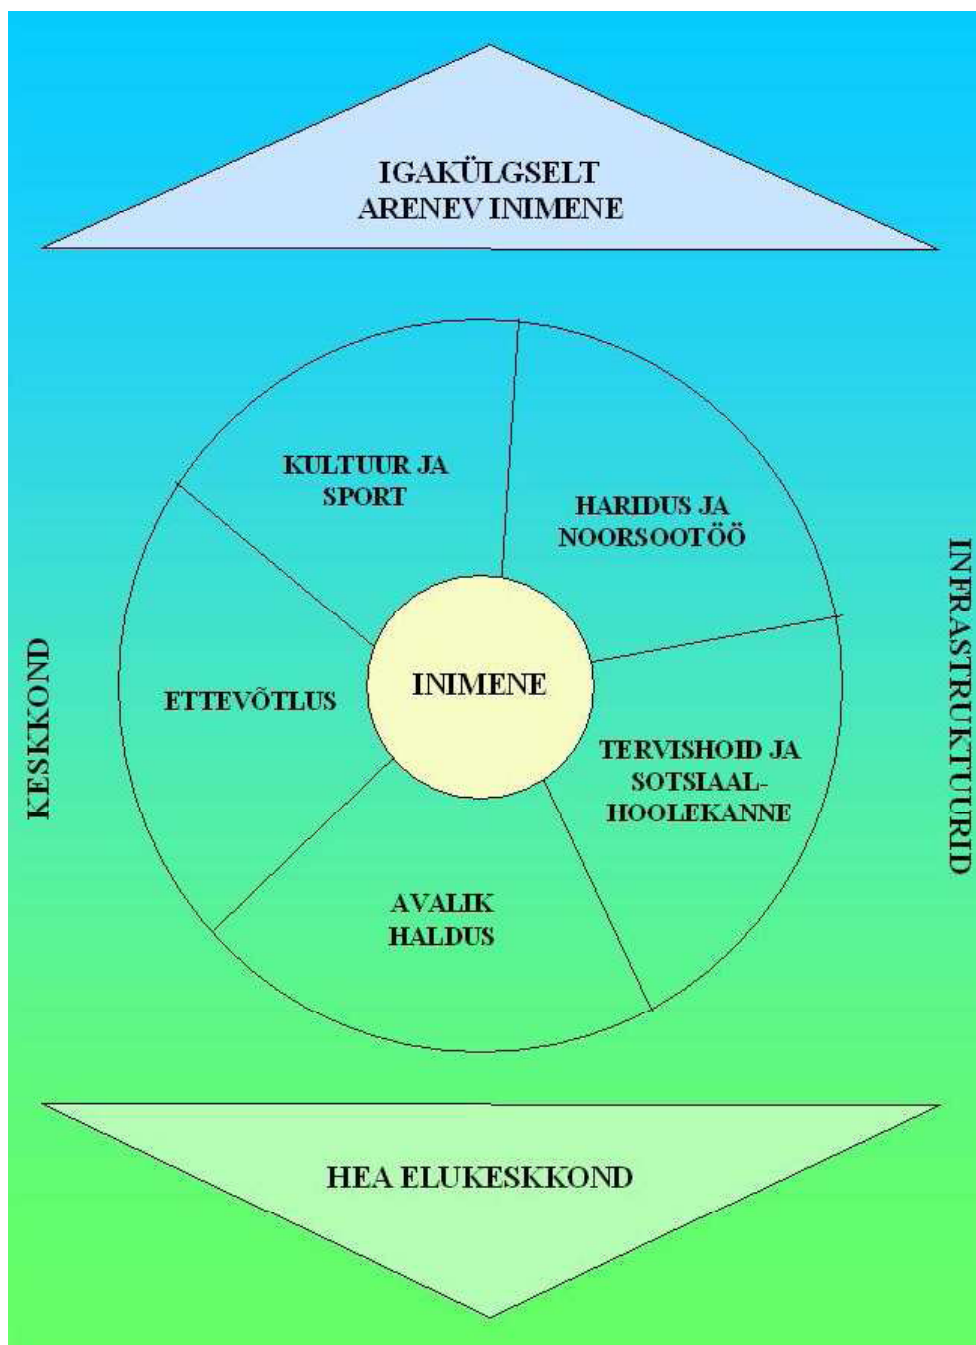 IGAKÜLGSELT
ARENEV INIMENE
KULTUUR JA
SPORT
HARIDUS JA
NOORSOOTÖÖ
KESKKOND
ETTEVÕTLUS
INIMENE
TERVISHOID JA
SOTSIAAL-
HOOLEKANNE
INFRASTRUKTUURID
AVALIK
HALDUS
HEA ELUKESKKOND